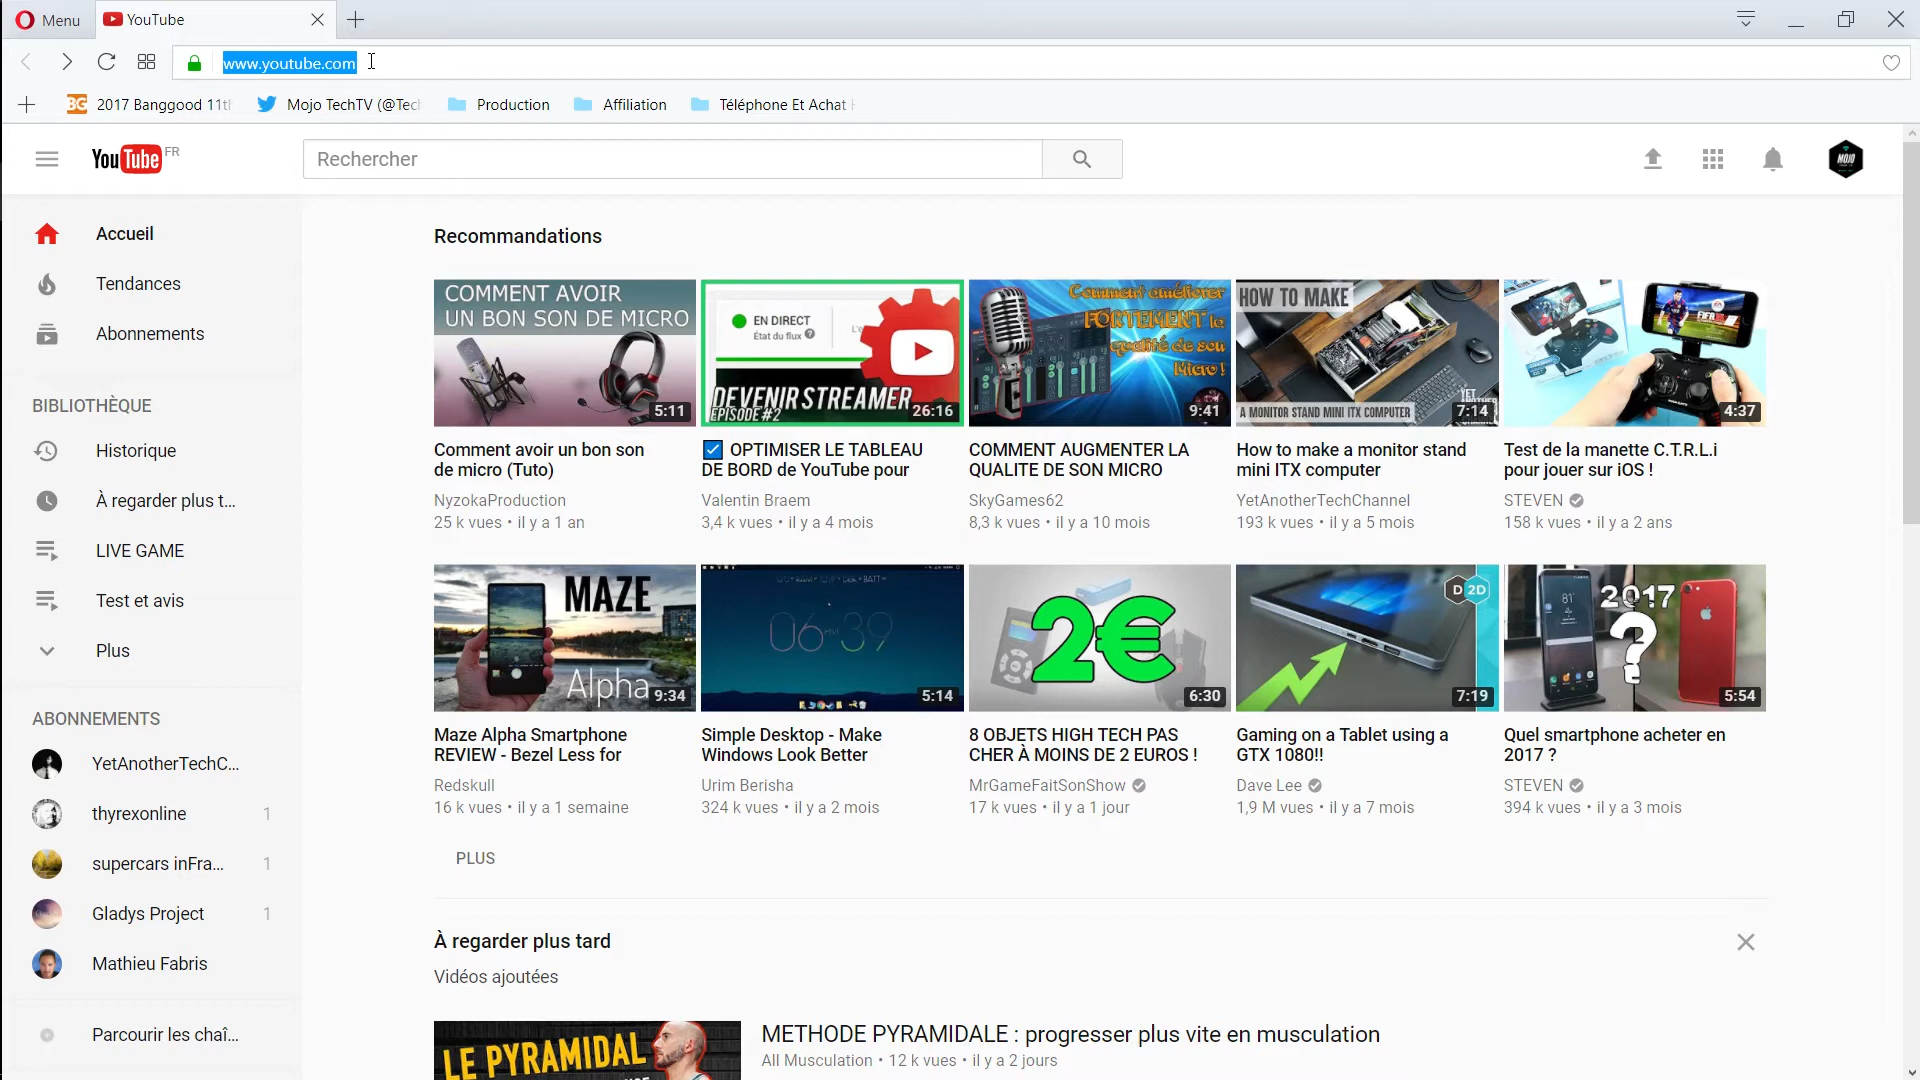 Menu
YouTube
www.youtube.com
2017 Banggood 11t
Mojo TechTV (@Tec
Production
Affiliation
Téléphone Et Achat
YouTube FR
Rechercher
MOJO
Accueil
Tendances
Abonnements
BIBLIOTHÈQUE
Historique
À regarder plus t...
LIVE GAME
Test et avis
Plus
ABONNEMENTS
YetAnotherTechC...
thyrexonline 1
supercars inFra... 1
Gladys Project 1
Mathieu Fabris
Parcourir les chaî...
Recommandations
COMMENT AVOIR
UN BON SON DE MICRO
5:11
Comment avoir un bon son
de micro (Tuto)
NyzokaProduction
25 k vues • il y a 1 an
EN DIRECT
État du flux
DEVENIR STREAMER
EPISODE #2
26:16
OPTIMISER LE TABLEAU
DE BORD de YouTube pour
Valentin Braem
3,4 k vues • il y a 4 mois
Comment améliorer
FORTEMENT la
qualité de son
Micro !
9:41
COMMENT AUGMENTER LA
QUALITE DE SON MICRO
SkyGames62
8,3 k vues • il y a 10 mois
HOW TO MAKE
A MONITOR STAND MINI ITX COMPUTER
YET
7:14
How to make a monitor stand
mini ITX computer
YetAnotherTechChannel
193 k vues • il y a 5 mois
FIFA
4:37
Test de la manette C.T.R.L.i
pour jouer sur iOS !
STEVEN
158 k vues • il y a 2 ans
MAZE
Alpha
9:34
Maze Alpha Smartphone
REVIEW - Bezel Less for
Redskull
16 k vues • il y a 1 semaine
06 39
5:14
Simple Desktop - Make
Windows Look Better
Urim Berisha
324 k vues • il y a 2 mois
2€
6:30
8 OBJETS HIGH TECH PAS
CHER À MOINS DE 2 EUROS !
MrGameFaitSonShow
17 k vues • il y a 1 jour
D 2D
7:19
Gaming on a Tablet using a
GTX 1080!!
Dave Lee
1,9 M vues • il y a 7 mois
2017
?
5:54
Quel smartphone acheter en
2017 ?
STEVEN
394 k vues • il y a 3 mois
PLUS
À regarder plus tard
Vidéos ajoutées
LE PYRAMIDAL
METHODE PYRAMIDALE : progresser plus vite en musculation
All Musculation • 12 k vues • il y a 2 jours